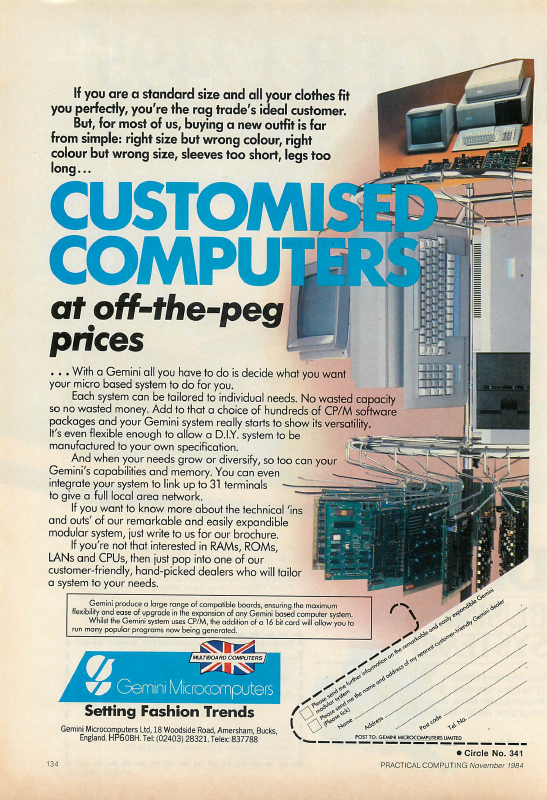 If you are a standard size and all your clothes fit
you perfectly, you're the rag trade's ideal customer.
But, for most of us, buying a new outfit is far
from simple: right size but wrong colour, right
colour but wrong size, sleeves too short, legs too
long...
CUSTOMISED
COMPUTERS
at off-the-peg
prices
...With a Gemini all you have to do is decide what you want
your micro based system to do for you.
Each system can be tailored to individual needs. No wasted capacity
so no wasted money. Add to that a choice of hundreds of CP/M software
packages and your Gemini system really starts to show its versatility.
It's even flexible enough to allow a D.I.Y. system to be
manufactured to your own specification.
And when your needs grow or diversify, so too can your
Gemini's capabilities and memory. You can even
integrate your system to link up to 31 terminals
to give a full local area network.
If you want to know more about the technical 'ins
and outs' of our remarkable and easily expandible
modular system, just write to us for our brochure.
If you're not that interested in RAMs, ROMs,
LANs and CPUs, then just pop into one of our
customer-friendly, hand-picked dealers who will tailor
a system to your needs.
Gemini produce a large range of compatible boards, ensuring the maximum
flexibility and ease of upgrade in the expansion of any Gemini based computer system.
Whilst the Gemini system uses CP/M, the addition of a 16 bit card will allow you to
run many popular programs now being generated.
MULTIBOARD COMPUTERS
Gemini Microcomputers
Setting Fashion Trends
Gemini Microcomputers Ltd, 18 Woodside Road, Amersham, Bucks,
England. HP6 0BH. Tel: (02403) 28321. Telex: 837788
Please send me further information on the remarkable and easily expandible Gemini
modular system
Please send me the name and address of my nearest customer-friendly Gemini dealer
(Please tick)
Name
Address
Post code
Tel. No.
POST TO: GEMINI MICROCOMPUTERS LIMITED
● Circle No. 341
134
PRACTICAL COMPUTING November 1984